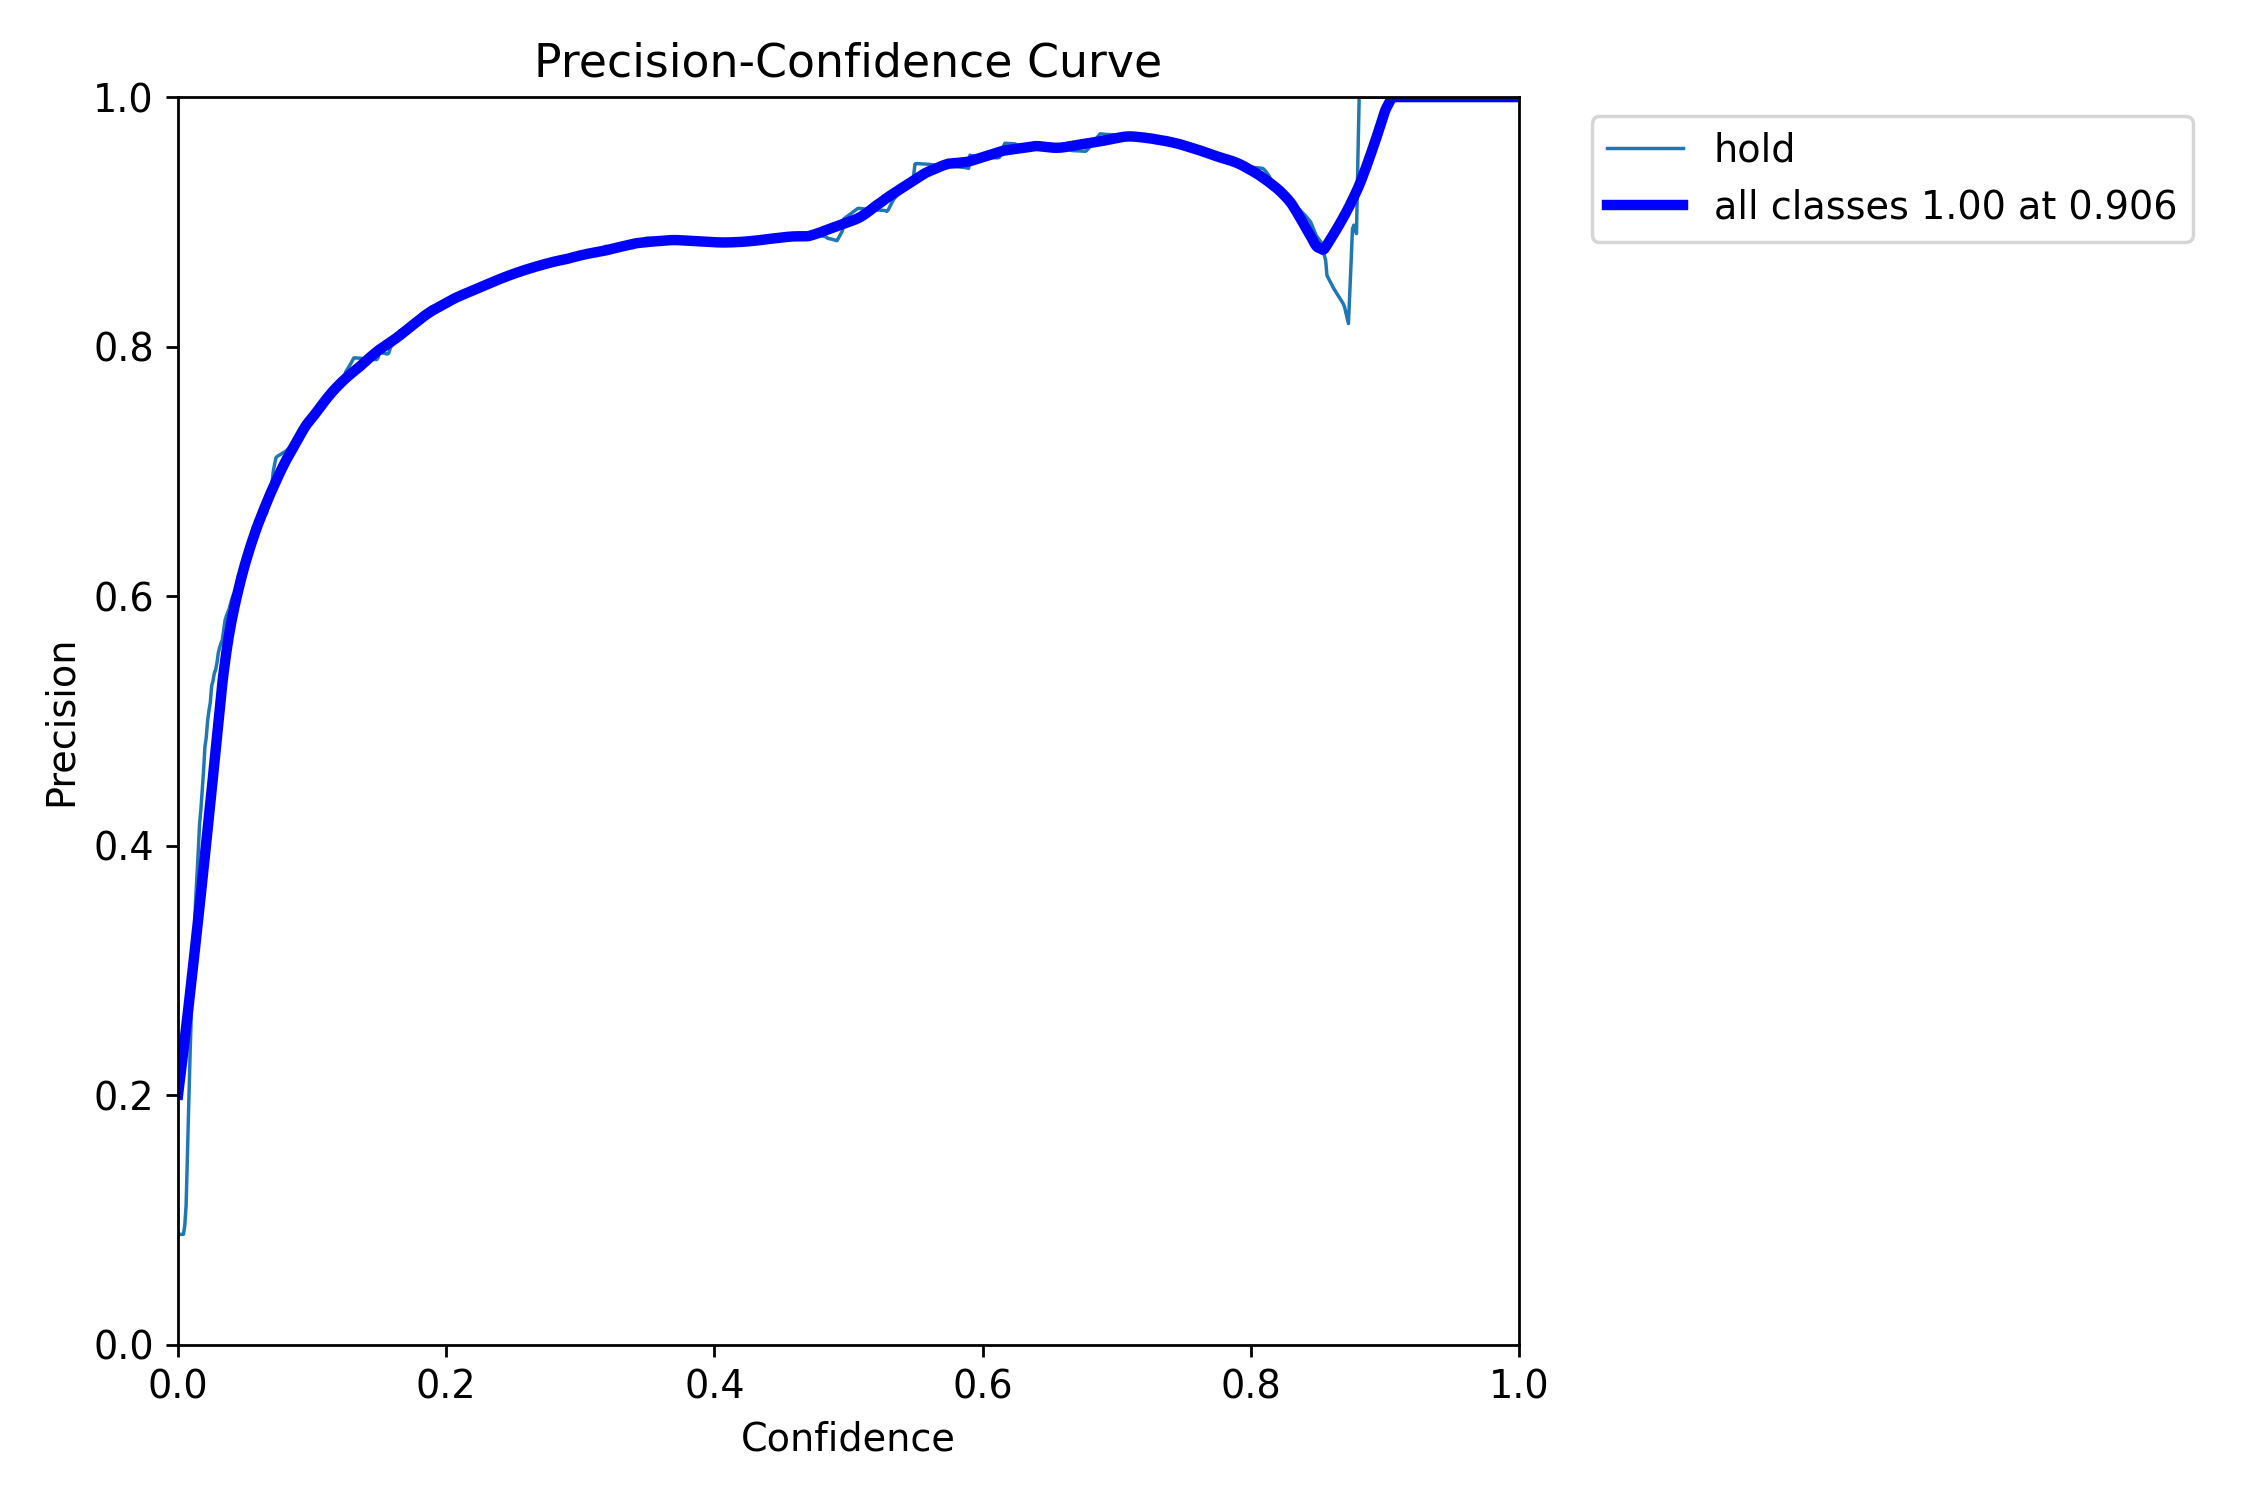 Precision-Confidence Curve
hold
all classes 1.00 at 0.906
1.0
0.8
0.6
0.4
0.2
0.0
Precision
0.0 0.2 0.4 0.6 0.8 1.0
Confidence